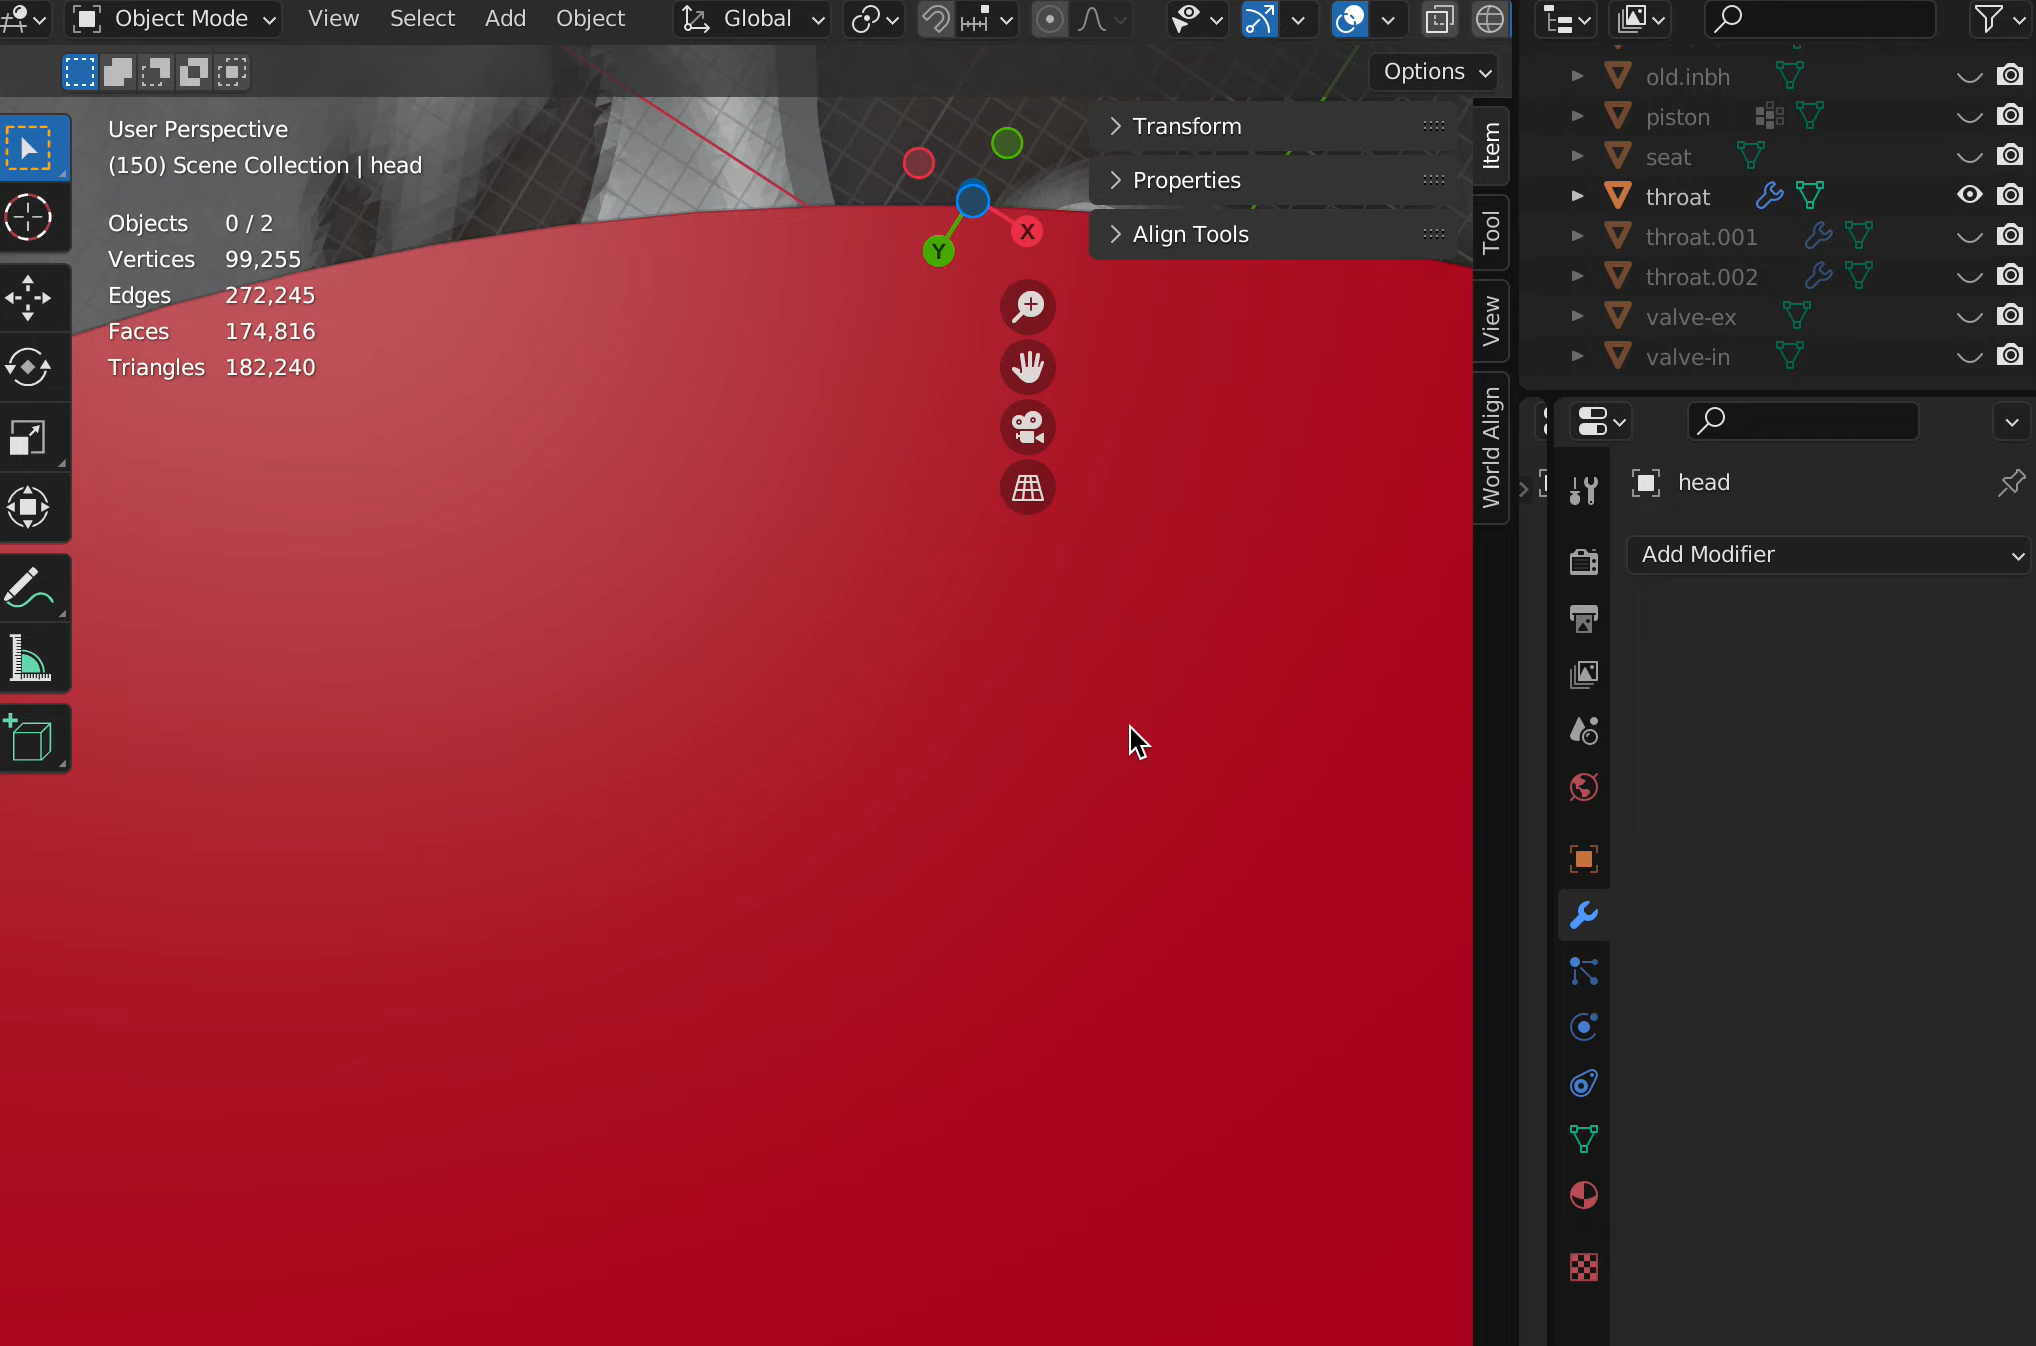 Object Mode View Select Add Object Global
Options
User Perspective
(150) Scene Collection | head
Objects 0 / 2
Vertices 99,255
Edges 272,245
Faces 174,816
Triangles 182,240
X
Y
Transform
Properties
Align Tools
Item
Tool
View
World Align
old.inbh
piston
seat
throat
throat.001
throat.002
valve-ex
valve-in
head
Add Modifier